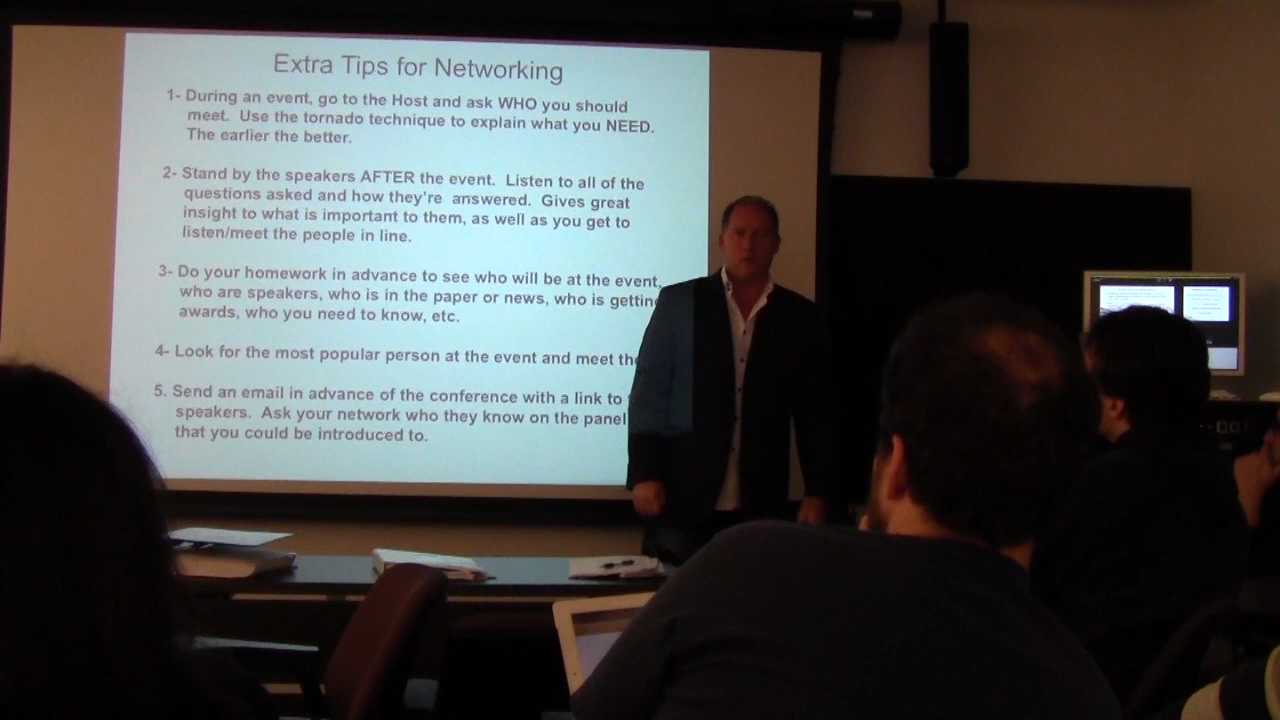 Extra Tips for Networking
1- During an event, go to the Host and ask WHO you should
meet. Use the tornado technique to explain what you NEED.
The earlier the better.
2- Stand by the speakers AFTER the event. Listen to all of the
questions asked and how they're answered. Gives great
insight to what is important to them, as well as you get to
listen/meet the people in line.
3- Do your homework in advance to see who will be at the event,
who are speakers, who is in the paper or news, who is getting
awards, who you need to know, etc.
4- Look for the most popular person at the event and meet
5. Send an email in advance of the conference with a link to
speakers. Ask your network who they know on the panel
that you could be introduced to.